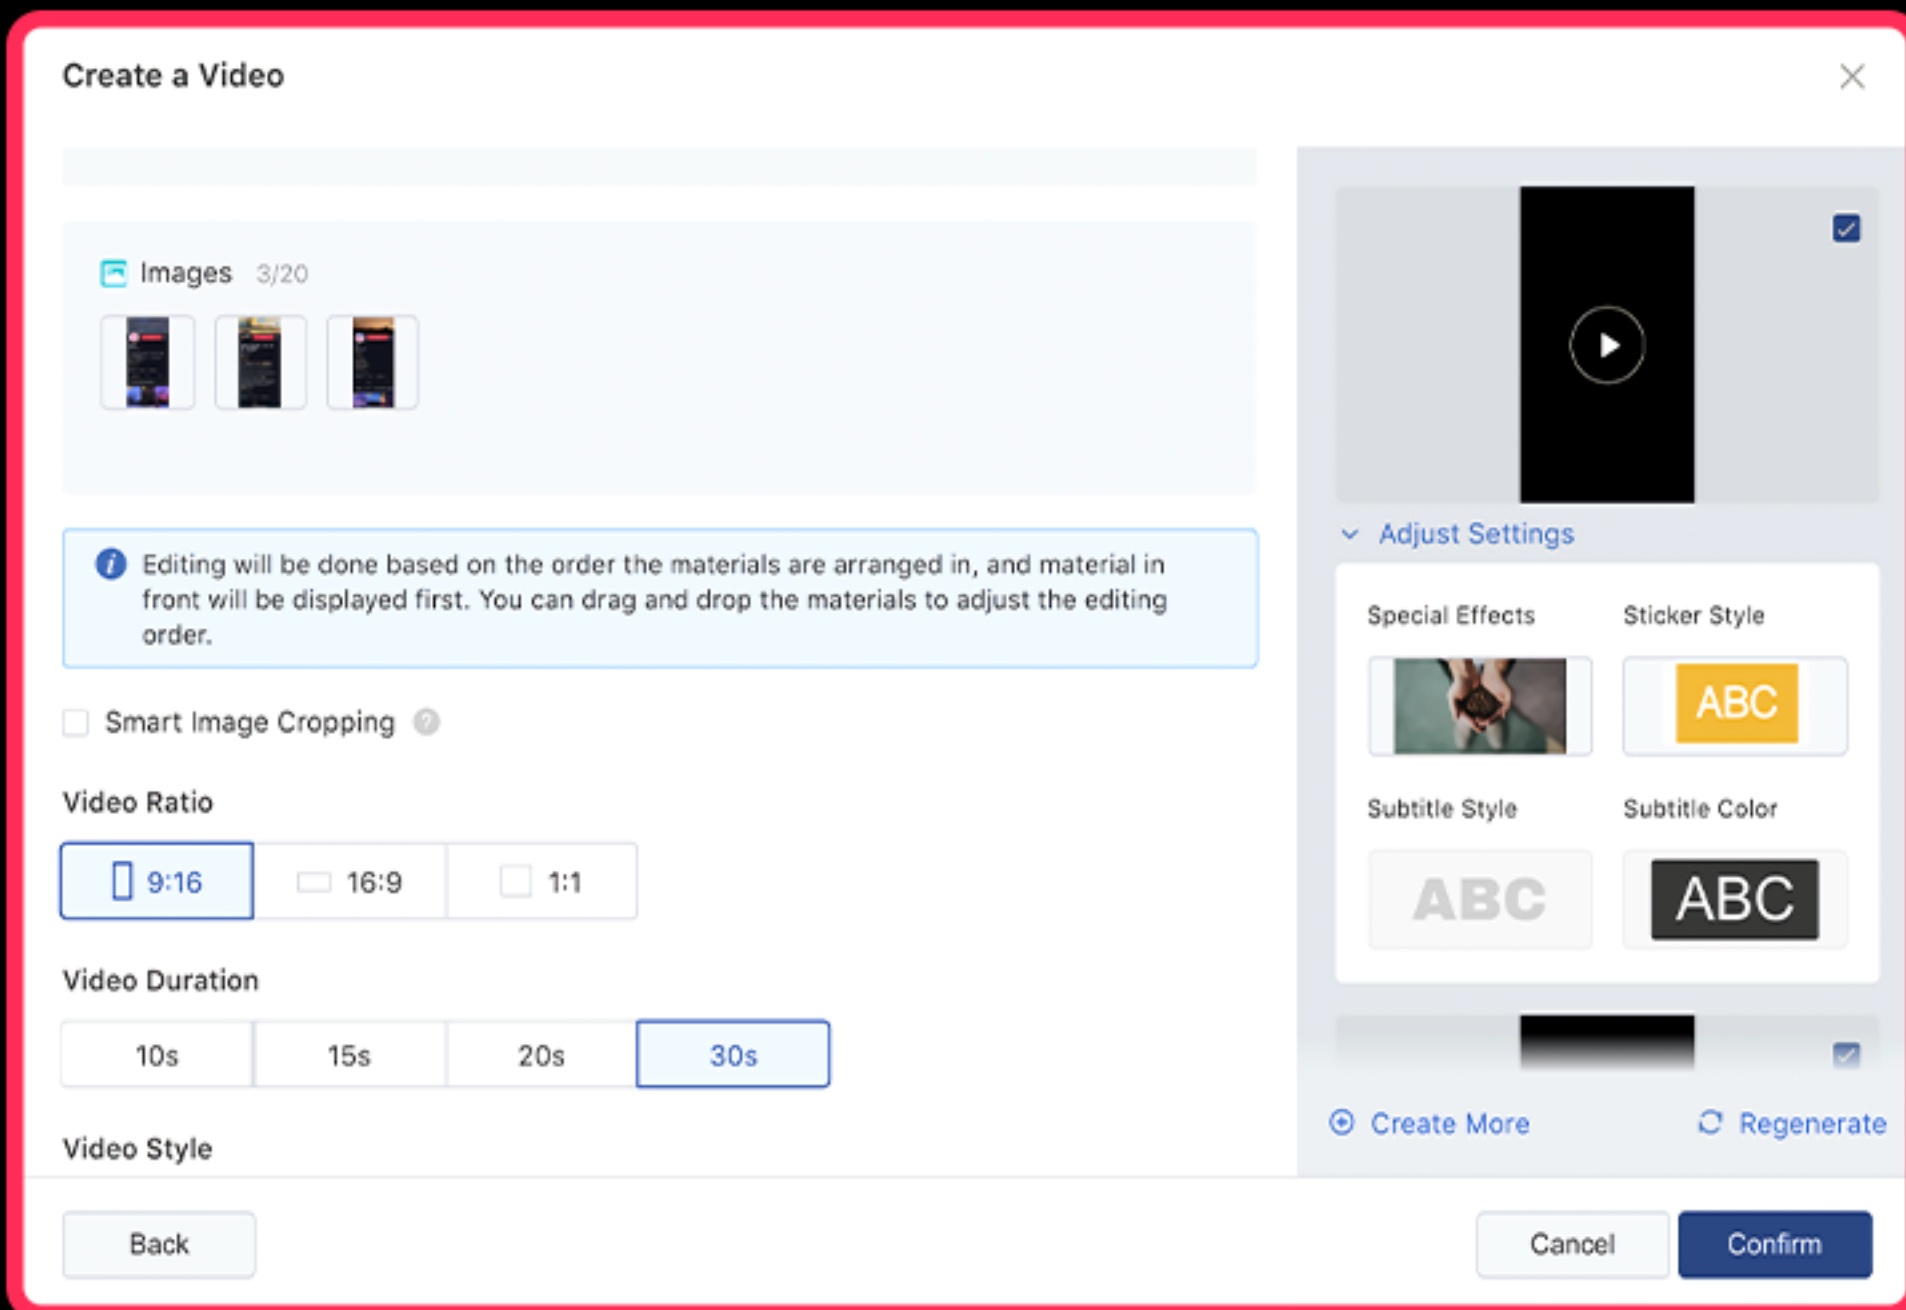 Create a Video
Images 3/20
Editing will be done based on the order the materials are arranged in, and material in
front will be displayed first. You can drag and drop the materials to adjust the editing
order.
Smart Image Cropping
Video Ratio
9:16 16:9 1:1
Video Duration
10s 15s 20s 30s
Video Style
Adjust Settings
Special Effects Sticker Style
ABC
Subtitle Style Subtitle Color
ABC ABC
Create More Regenerate
Back Cancel Confirm